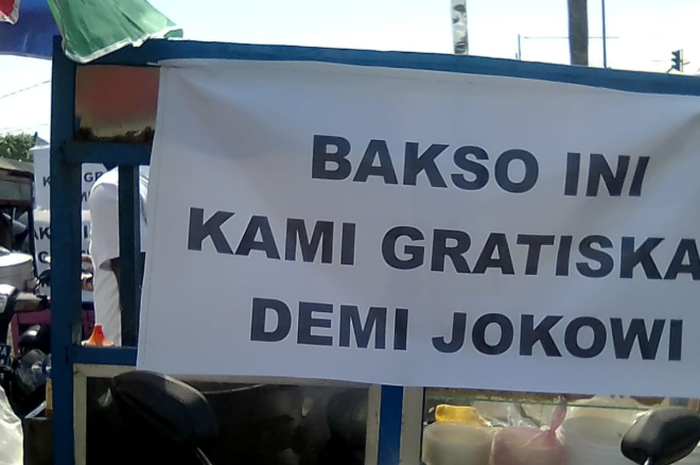 BAKSO INI
KAMI GRATISKA
DEMI JOKOWI